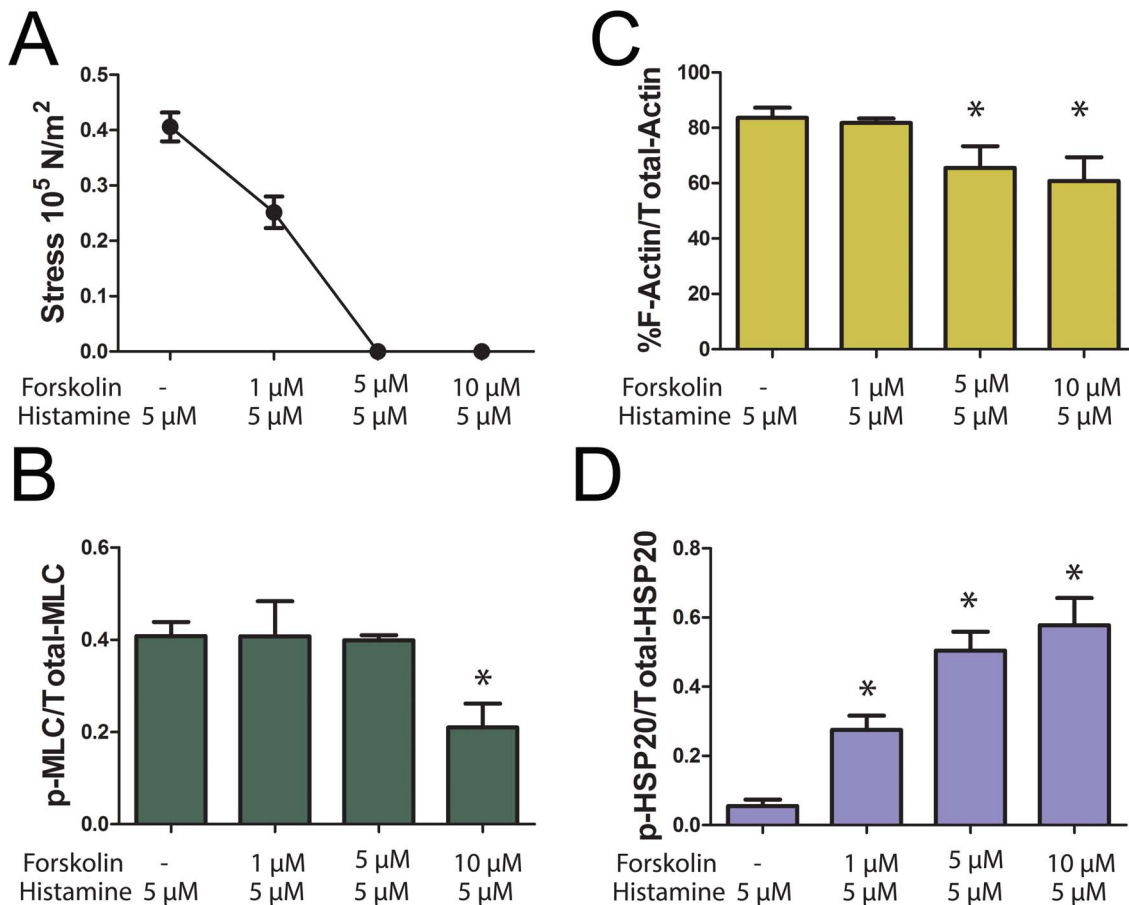 A
Stress 10⁵ N/m²
0.5
0.4
0.3
0.2
0.1
0.0
Forskolin - 1 µM 5 µM 10 µM
Histamine 5 µM 5 µM 5 µM 5 µM
B
p-MLC/Total-MLC
0.6
0.4
0.2
0.0
*
Forskolin - 1 µM 5 µM 10 µM
Histamine 5 µM 5 µM 5 µM 5 µM
C
%F-Actin/Total-Actin
100
80
60
40
20
0
* *
Forskolin - 1 µM 5 µM 10 µM
Histamine 5 µM 5 µM 5 µM 5 µM
D
p-HSP20/Total-HSP20
0.8
0.6
0.4
0.2
0.0
* * *
Forskolin - 1 µM 5 µM 10 µM
Histamine 5 µM 5 µM 5 µM 5 µM